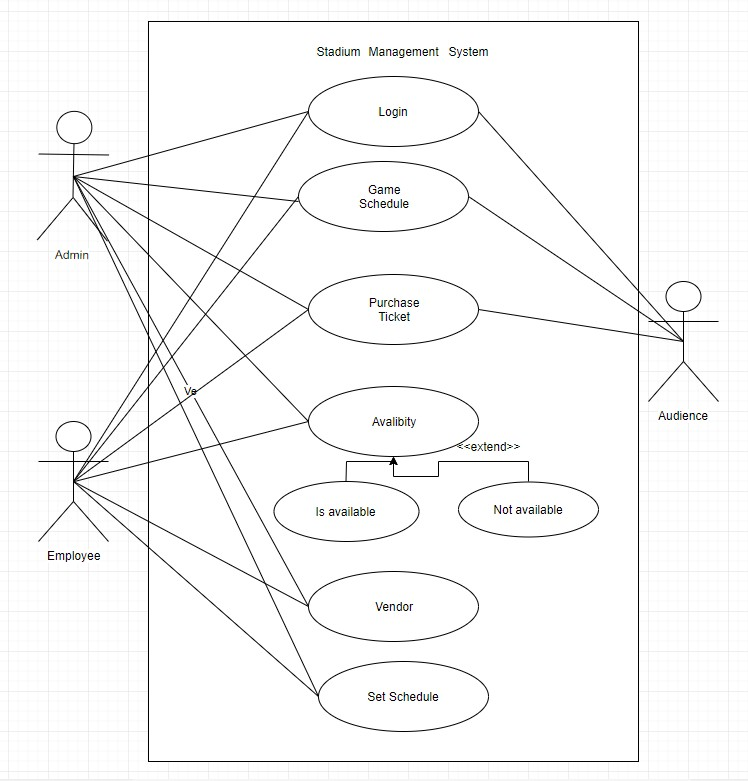 Stadium Management System
Login
Game
Schedule
Admin
Purchase
Ticket
Ve
Audience
Avalibity
<<extend>>
Is available
Not available
Employee
Vendor
Set Schedule